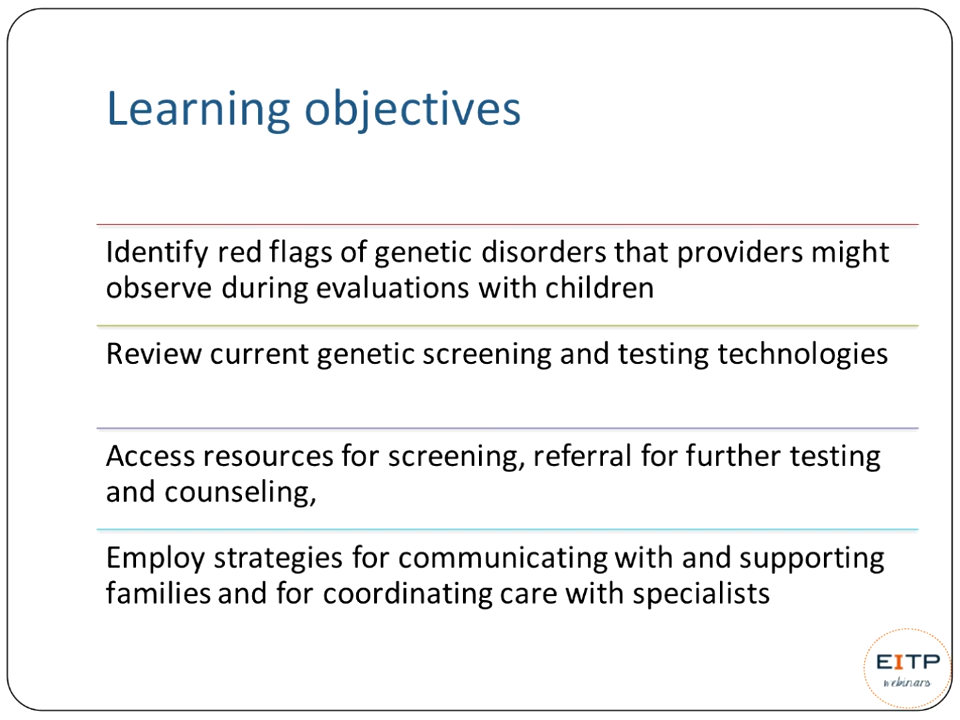 Learning objectives
Identify red flags of genetic disorders that providers might
observe during evaluations with children
Review current genetic screening and testing technologies
Access resources for screening, referral for further testing
and counseling,
Employ strategies for communicating with and supporting
families and for coordinating care with specialists
EITP
webinars